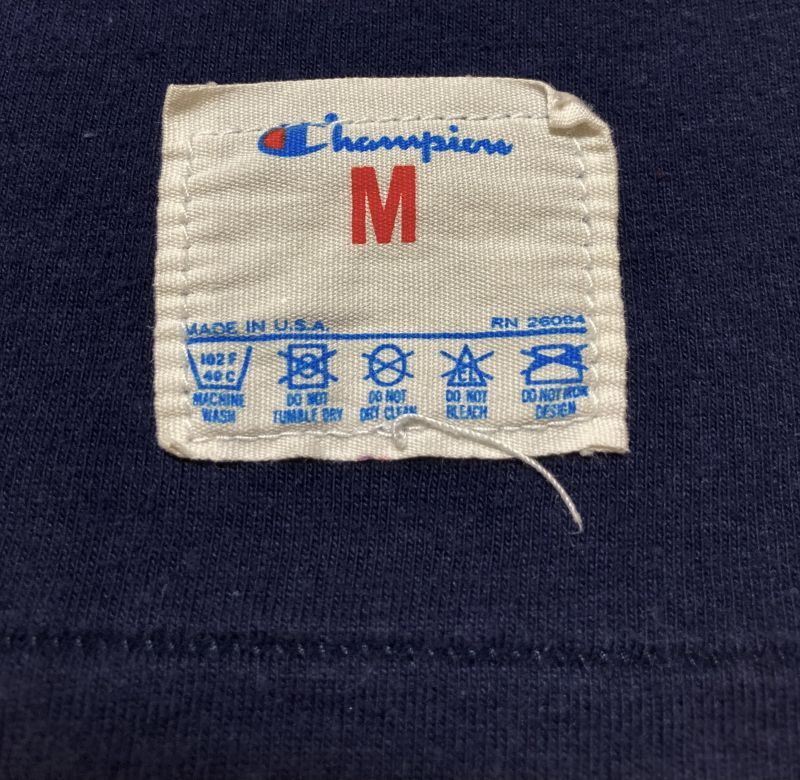 Champion
M
MADE IN U.S.A. RN 26094
102 F
40 C
CL
MACHINE WASH
DO NOT TUMBLE DRY
DO NOT DRY CLEAN
DO NOT BLEACH
DO NOT IRON DESIGN